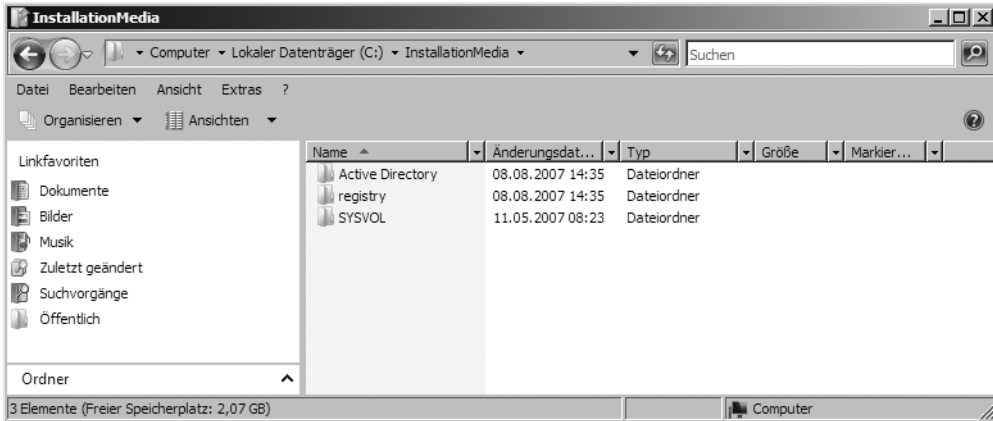 InstallationMedia
Computer Lokaler Datenträger (C:) InstallationMedia Suchen
Datei Bearbeiten Ansicht Extras ?
Organisieren Ansichten ?
Linkfavoriten
Dokumente
Bilder
Musik
Zuletzt geändert
Suchvorgänge
Öffentlich
Ordner
Name Änderungsdat... Typ Größe Markier...
Active Directory 08.08.2007 14:35 Dateiordner
registry 08.08.2007 14:35 Dateiordner
SYSVOL 11.05.2007 08:23 Dateiordner
3 Elemente (Freier Speicherplatz: 2,07 GB) Computer